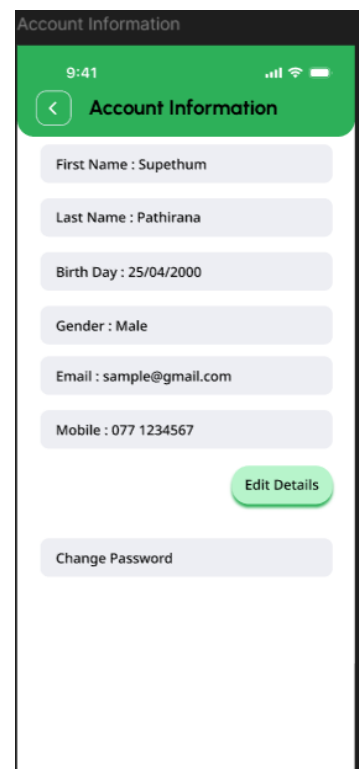 Account Information
9:41
Account Information
First Name : Supethum
Last Name : Pathirana
Birth Day : 25/04/2000
Gender : Male
Email : sample@gmail.com
Mobile : 077 1234567
Edit Details
Change Password